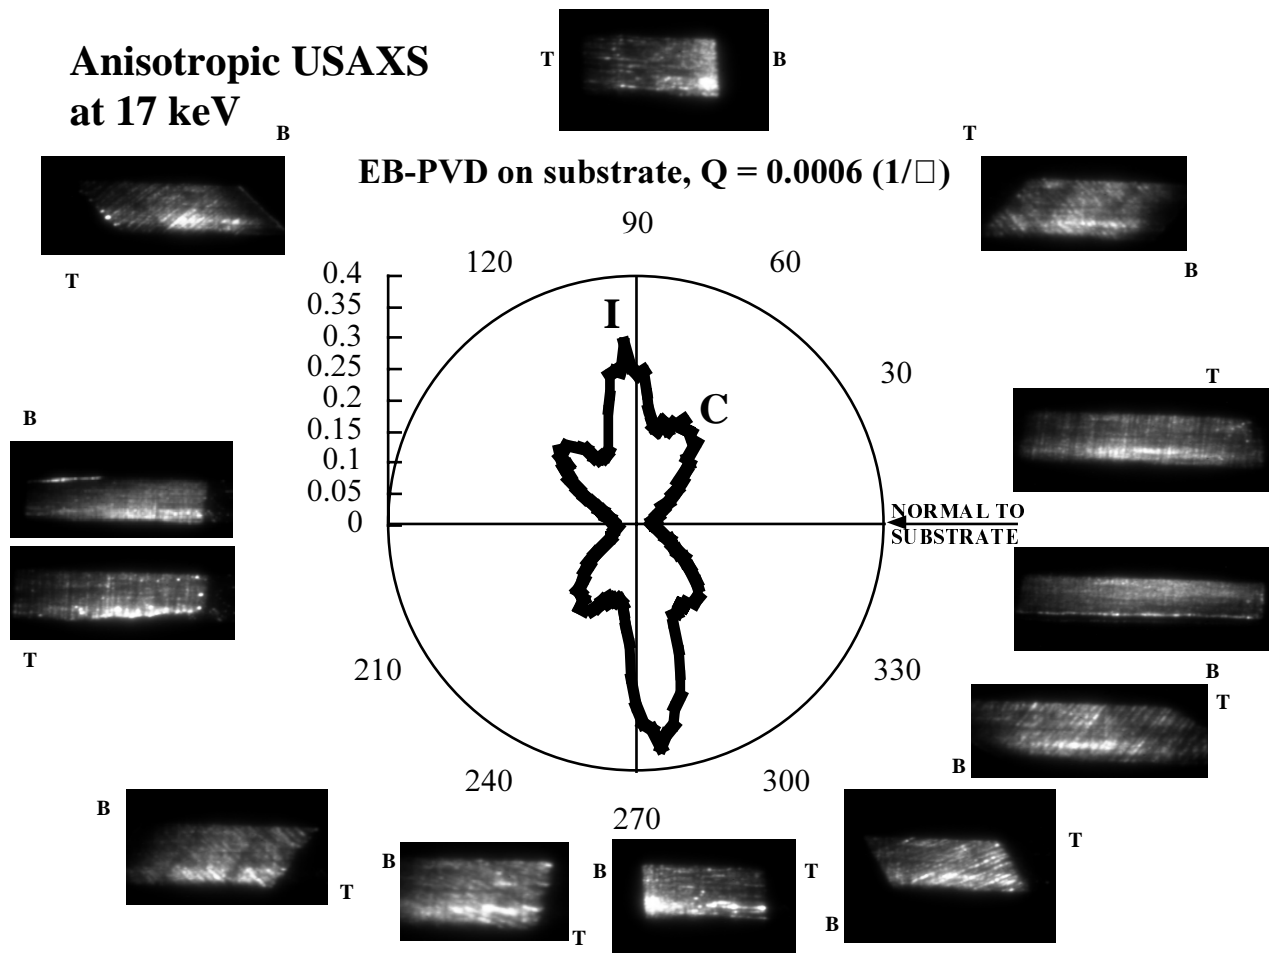 Anisotropic USAXS
at 17 keV
T
B
B
T
EB-PVD on substrate, Q = 0.0006 (1/□)
T
B
90
120
60
0.4
0.35
0.3
0.25
0.2
0.15
0.1
0.05
0
I
C
30
T
B
NORMAL TO
SUBSTRATE
T
B
210
330
T
B
240
300
270
B
T
B
T
B
T
T
B